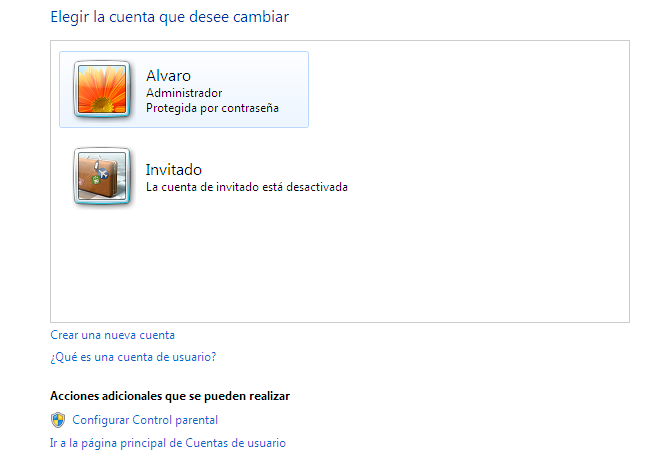 Elegir la cuenta que desee cambiar
Alvaro
Administrador
Protegida por contraseña
Invitado
La cuenta de invitado está desactivada
Crear una nueva cuenta
¿Qué es una cuenta de usuario?
Acciones adicionales que se pueden realizar
Configurar Control parental
Ir a la página principal de Cuentas de usuario